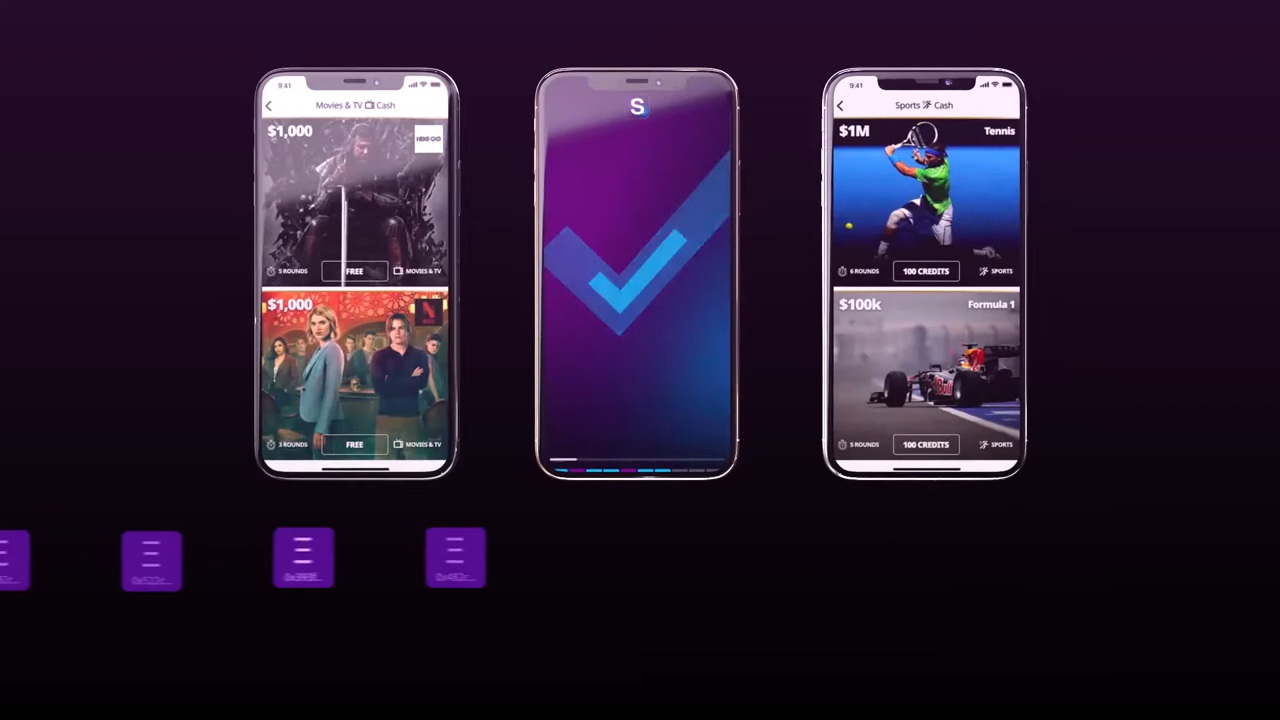 9:41
Movies & TV Cash
$1,000
HBO GO
5 ROUNDS
FREE
MOVIES & TV
$1,000
3 ROUNDS
FREE
MOVIES & TV
S
9:41
Sports Cash
$1M
Tennis
6 ROUNDS
100 CREDITS
SPORTS
$100k
Formula 1
5 ROUNDS
100 CREDITS
SPORTS